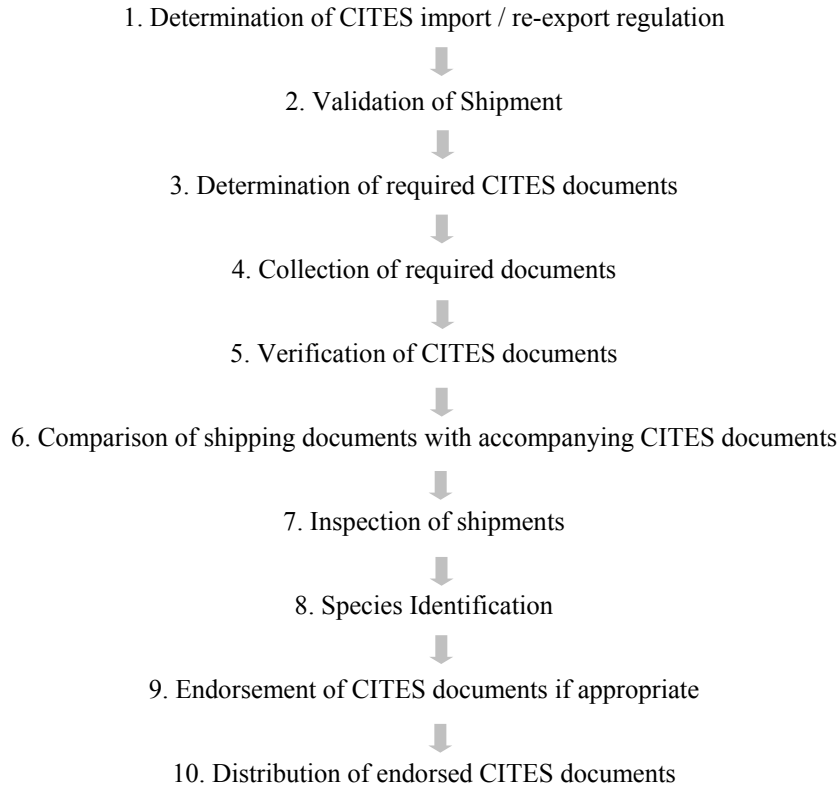 1. Determination of CITES import / re-export regulation
2. Validation of Shipment
3. Determination of required CITES documents
4. Collection of required documents
5. Verification of CITES documents
6. Comparison of shipping documents with accompanying CITES documents
7. Inspection of shipments
8. Species Identification
9. Endorsement of CITES documents if appropriate
10. Distribution of endorsed CITES documents